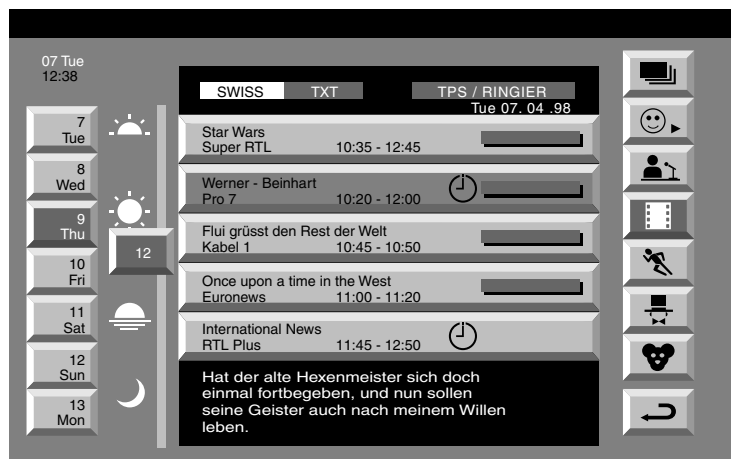 07 Tue
12:38
SWISS TXT TPS / RINGIER
Tue 07. 04 .98
7
Tue
8
Wed
9
Thu
10
Fri
11
Sat
12
Sun
13
Mon
12
Star Wars
Super RTL 10:35 - 12:45
Werner - Beinhart
Pro 7 10:20 - 12:00
Flui grüsst den Rest der Welt
Kabel 1 10:45 - 10:50
Once upon a time in the West
Euronews 11:00 - 11:20
International News
RTL Plus 11:45 - 12:50
Hat der alte Hexenmeister sich doch
einmal fortbegeben, und nun sollen
seine Geister auch nach meinem Willen
leben.